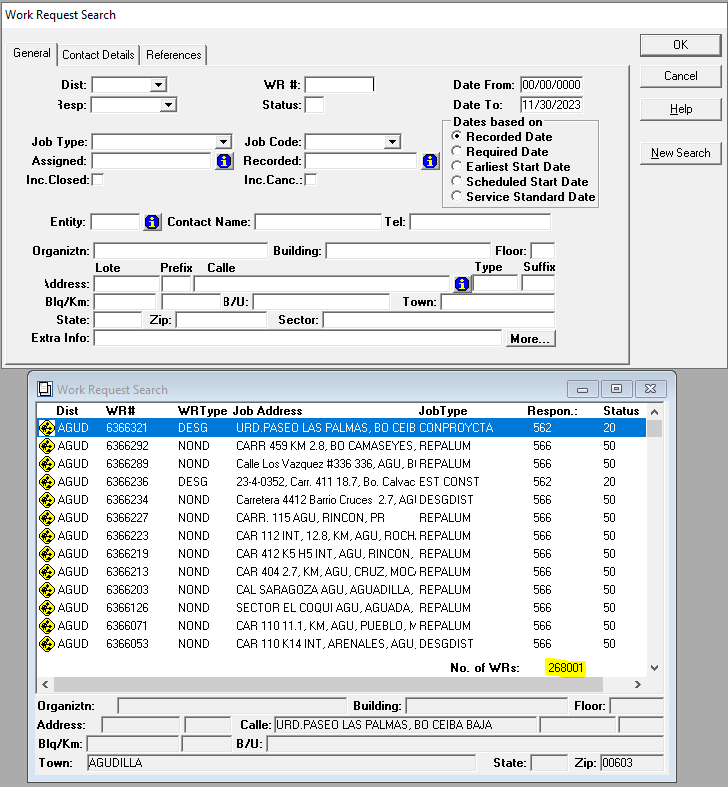 Work Request Search
General Contact Details References
OK
Cancel
Help
New Search
Dist: WR #: Date From: 00/00/0000
Resp: Status: Date To: 11/30/2023
Dates based on
Job Type: Job Code: Recorded Date
Assigned: Recorded: Required Date
Earliest Start Date
Inc.Closed: Inc.Canc.: Scheduled Start Date
Service Standard Date
Entity: Contact Name: Tel:
Organiztn: Building: Floor:
Lote Prefix Calle Type Suffix
Address:
Blq/Km: B/U: Town:
State: Zip: Sector:
Extra Info: More...
Work Request Search
Dist WR# WRType Job Address JobType Respon.: Status
AGUD 6366321 DESG URD.PASEO LAS PALMAS, BO CEIB CONPROYCTA 562 20
AGUD 6366292 NOND CARR 459 KM 2.8, BO CAMASEYES, REPALUM 566 50
AGUD 6366289 NOND Calle Los Vazquez #336 336, AGU, BO REPALUM 566 50
AGUD 6366236 DESG 23-4-0352, Carr. 411 18.7, Bo. Calvac EST CONST 562 20
AGUD 6366234 NOND Carretera 4412 Barrio Cruces 2.7, AGU DESGDIST 566 50
AGUD 6366227 NOND CARR. 115 AGU, RINCON, PR REPALUM 566 50
AGUD 6366223 NOND CAR 112 INT, 12.8, KM, AGU, ROCH. REPALUM 566 50
AGUD 6366219 NOND CAR 412 K5 H5 INT, AGU, RINCON, REPALUM 566 50
AGUD 6366213 NOND CAR 404 2.7, KM, AGU, CRUZ, MOCA REPALUM 566 50
AGUD 6366203 NOND CAL SARAGOZA AGU, AGUADILLA, REPALUM 566 50
AGUD 6366126 NOND SECTOR EL COQUI AGU, AGUADA, REPALUM 566 50
AGUD 6366071 NOND CAR 110 11.1, KM, AGU, PUEBLO, M REPALUM 566 50
AGUD 6366053 NOND CAR 110 K14 INT, ARENALES, AGU, DESGDIST 566 50
No. of WRs: 268001
Organiztn: Building: Floor:
Address: Calle: URD.PASEO LAS PALMAS, BO CEIBA BAJA
Blq/Km: B/U:
Town: AGUDILLA State: Zip: 00603